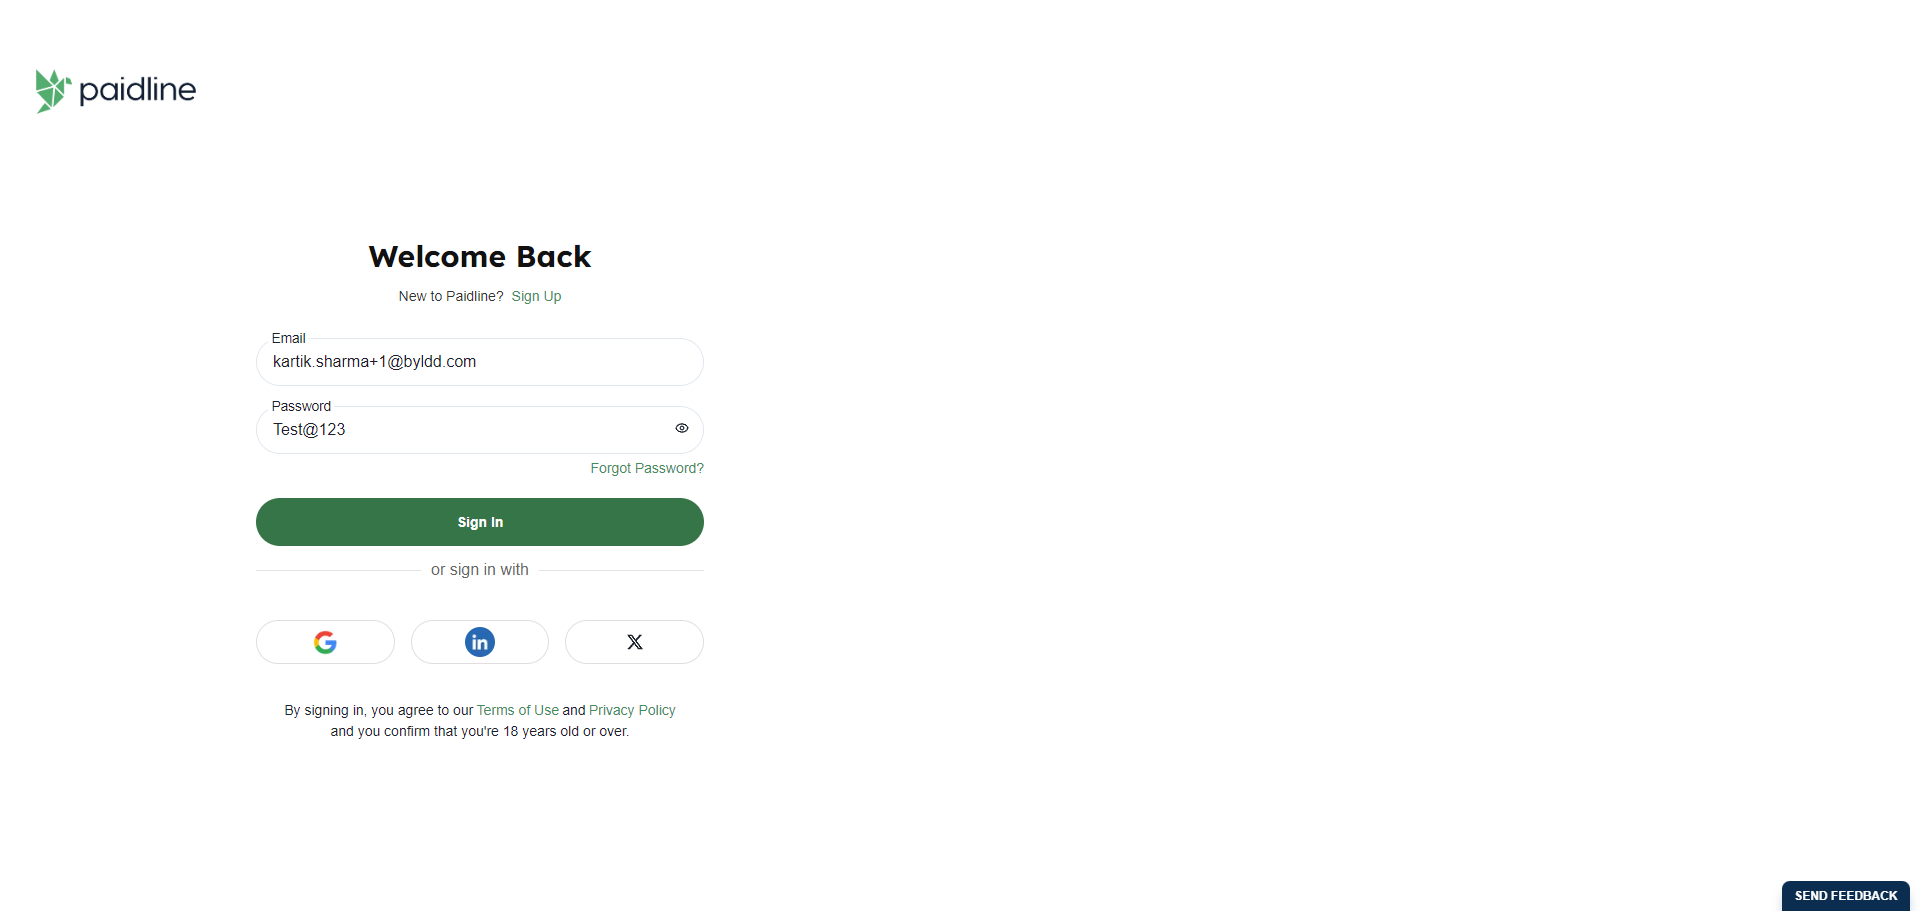 paidline
Welcome Back
New to Paidline? Sign Up
Email
kartik.sharma+1@byldd.com
Password
Test@123
Forgot Password?
Sign In
or sign in with
G
in
X
By signing in, you agree to our Terms of Use and Privacy Policy
and you confirm that you're 18 years old or over.
SEND FEEDBACK